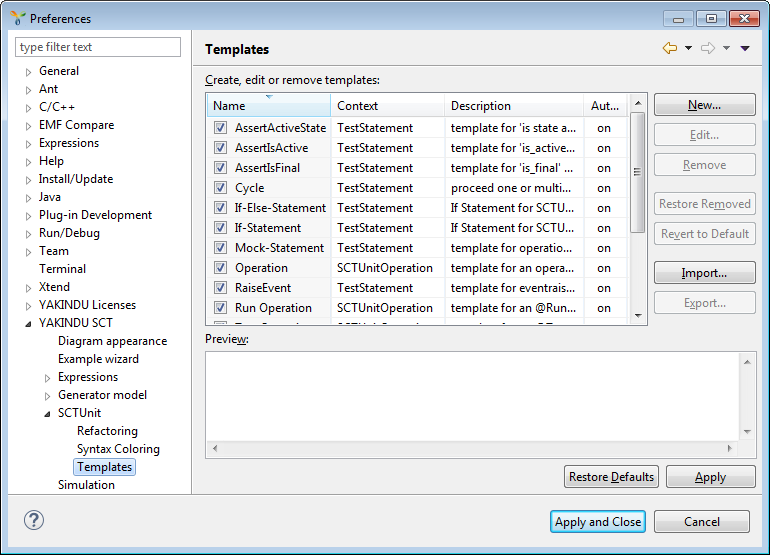 Preferences
type filter text
General
Ant
C/C++
EMF Compare
Expressions
Help
Install/Update
Java
Plug-in Development
Run/Debug
Team
Terminal
Xtend
YAKINDU Licenses
YAKINDU SCT
Diagram appearance
Example wizard
Expressions
Generator model
SCTUnit
Refactoring
Syntax Coloring
Templates
Simulation
Templates
Create, edit or remove templates:
Name Context Description Aut...
AssertActiveState TestStatement template for 'is state a... on
AssertIsActive TestStatement template for 'is_active... on
AssertIsFinal TestStatement template for 'is_final' ... on
Cycle TestStatement proceed one or multi... on
If-Else-Statement TestStatement If Statement for SCTU... on
If-Statement TestStatement If Statement for SCTU... on
Mock-Statement TestStatement template for operatio... on
Operation SCTUnitOperation template for an opera... on
RaiseEvent TestStatement template for eventrais... on
Run Operation SCTUnitOperation template for an @Run... on
New...
Edit...
Remove
Restore Removed
Revert to Default
Import...
Export...
Preview:
Restore Defaults
Apply
?
Apply and Close
Cancel